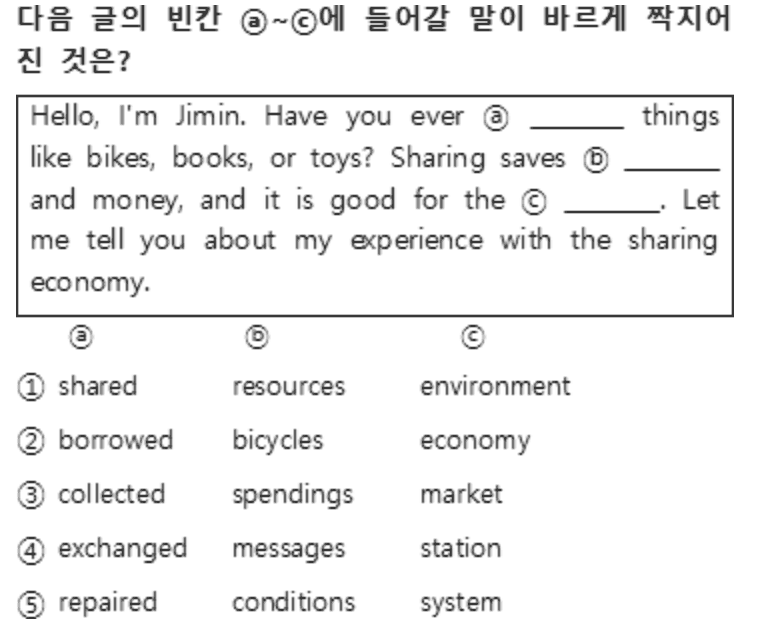 다음 글의 빈칸 ⓐ~ⓒ에 들어갈 말이 바르게 짝지어
진 것은?
Hello, I'm Jimin. Have you ever ⓐ ______ things
like bikes, books, or toys? Sharing saves ⓑ ______
and money, and it is good for the ⓒ ______. Let
me tell you about my experience with the sharing
economy.
ⓐ ⓑ ⓒ
① shared resources environment
② borrowed bicycles economy
③ collected spendings market
④ exchanged messages station
⑤ repaired conditions system